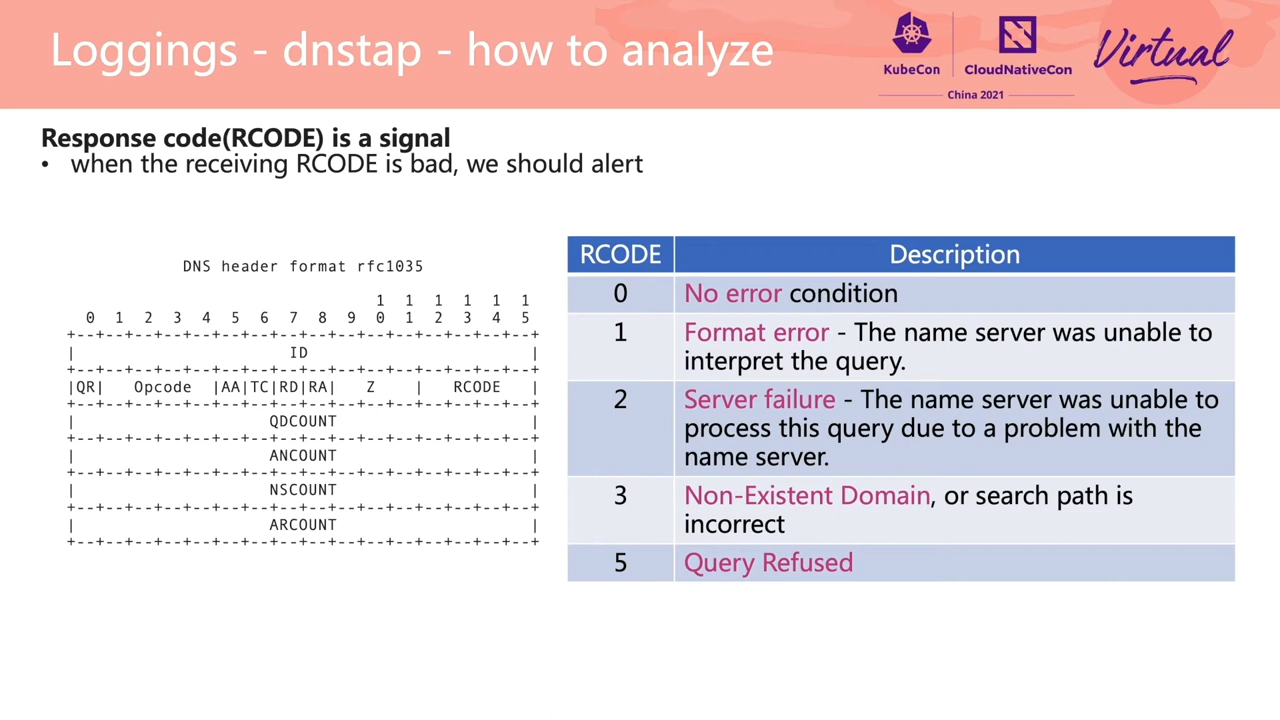 Loggings - dnstap - how to analyze
KubeCon
CloudNativeCon
China 2021
Virtual
Response code(RCODE) is a signal
• when the receiving RCODE is bad, we should alert
DNS header format rfc1035
1 1 1 1 1 1
0 1 2 3 4 5 6 7 8 9 0 1 2 3 4 5
+--+--+--+--+--+--+--+--+--+--+--+--+--+--+--+--+
| ID |
+--+--+--+--+--+--+--+--+--+--+--+--+--+--+--+--+
|QR| Opcode |AA|TC|RD|RA| Z | RCODE |
+--+--+--+--+--+--+--+--+--+--+--+--+--+--+--+--+
| QDCOUNT |
+--+--+--+--+--+--+--+--+--+--+--+--+--+--+--+--+
| ANCOUNT |
+--+--+--+--+--+--+--+--+--+--+--+--+--+--+--+--+
| NSCOUNT |
+--+--+--+--+--+--+--+--+--+--+--+--+--+--+--+--+
| ARCOUNT |
+--+--+--+--+--+--+--+--+--+--+--+--+--+--+--+--+
RCODE Description
0 No error condition
1 Format error - The name server was unable to
interpret the query.
2 Server failure - The name server was unable to
process this query due to a problem with the
name server.
3 Non-Existent Domain, or search path is
incorrect
5 Query Refused